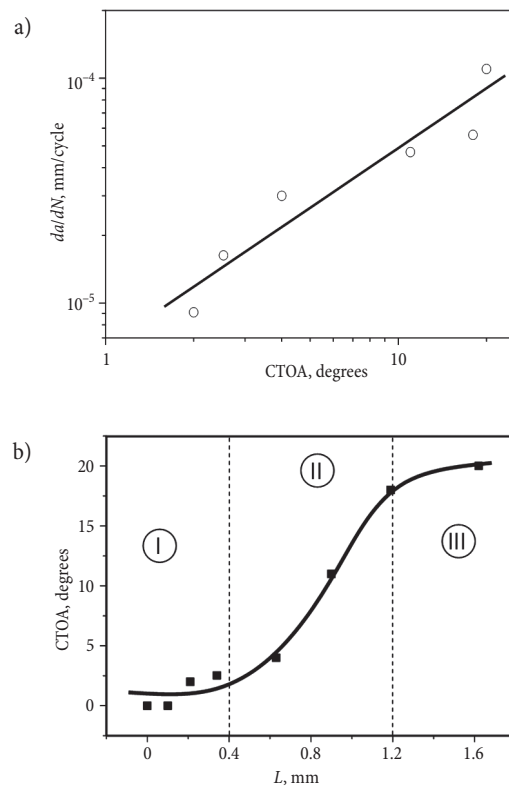 a)
10⁻⁴
10⁻⁵
da/dN, mm/cycle
1
10
CTOA, degrees
b)
20
15
10
5
0
CTOA, degrees
I
II
III
0
0.4
0.8
1.2
1.6
L, mm